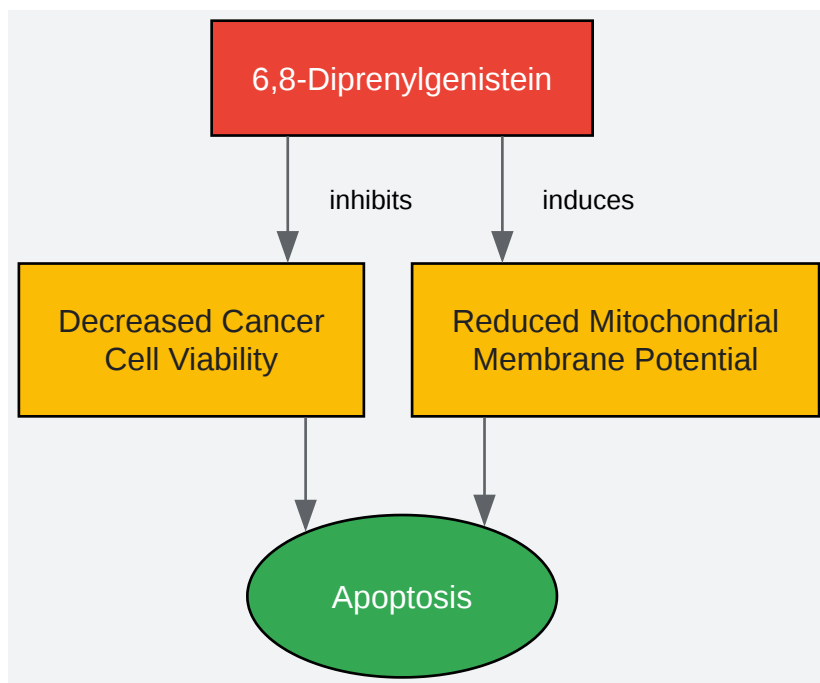 6,8-Diprenylgenistein
inhibits
induces
Decreased Cancer
Cell Viability
Reduced Mitochondrial
Membrane Potential
Apoptosis